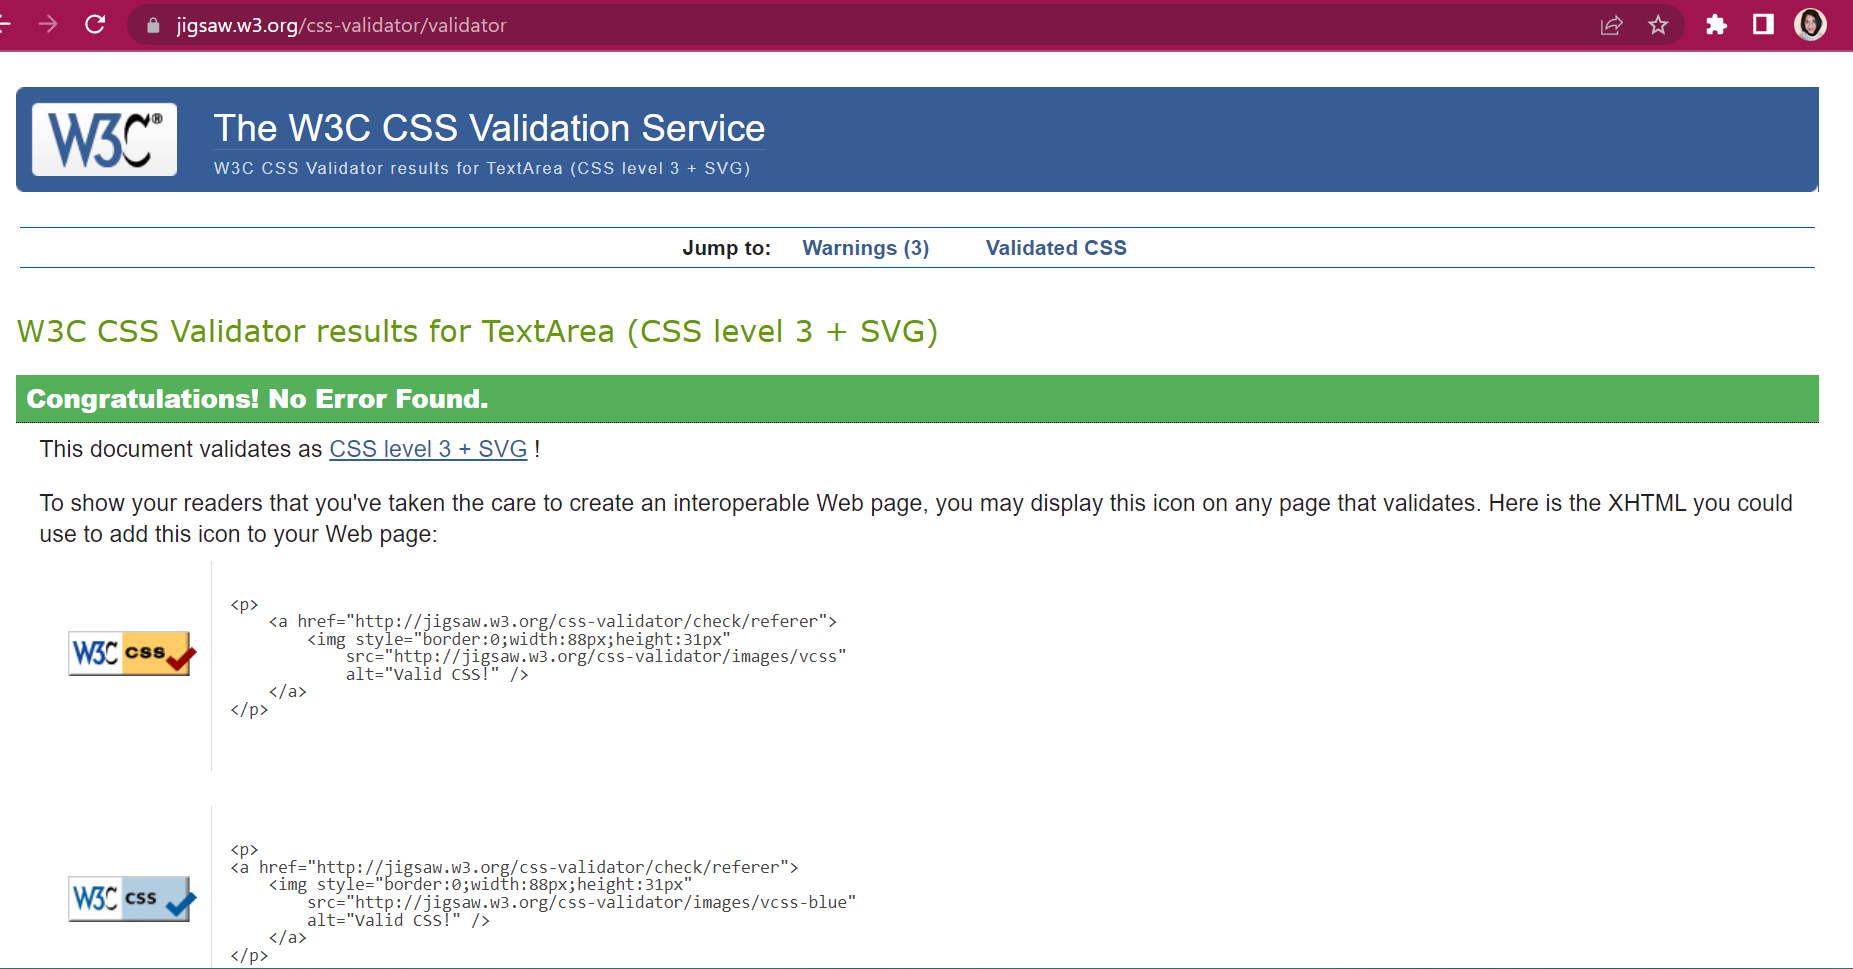 jigsaw.w3.org/css-validator/validator
W3C®
The W3C CSS Validation Service
W3C CSS Validator results for TextArea (CSS level 3 + SVG)
Jump to: Warnings (3) Validated CSS
W3C CSS Validator results for TextArea (CSS level 3 + SVG)
Congratulations! No Error Found.
This document validates as CSS level 3 + SVG !
To show your readers that you've taken the care to create an interoperable Web page, you may display this icon on any page that validates. Here is the XHTML you could
use to add this icon to your Web page:
W3C css
<p>
<a href="http://jigsaw.w3.org/css-validator/check/referer">
<img style="border:0;width:88px;height:31px"
src="http://jigsaw.w3.org/css-validator/images/vcss"
alt="Valid CSS!" />
</a>
</p>
W3C css
<p>
<a href="http://jigsaw.w3.org/css-validator/check/referer">
<img style="border:0;width:88px;height:31px"
src="http://jigsaw.w3.org/css-validator/images/vcss-blue"
alt="Valid CSS!" />
</a>
</p>